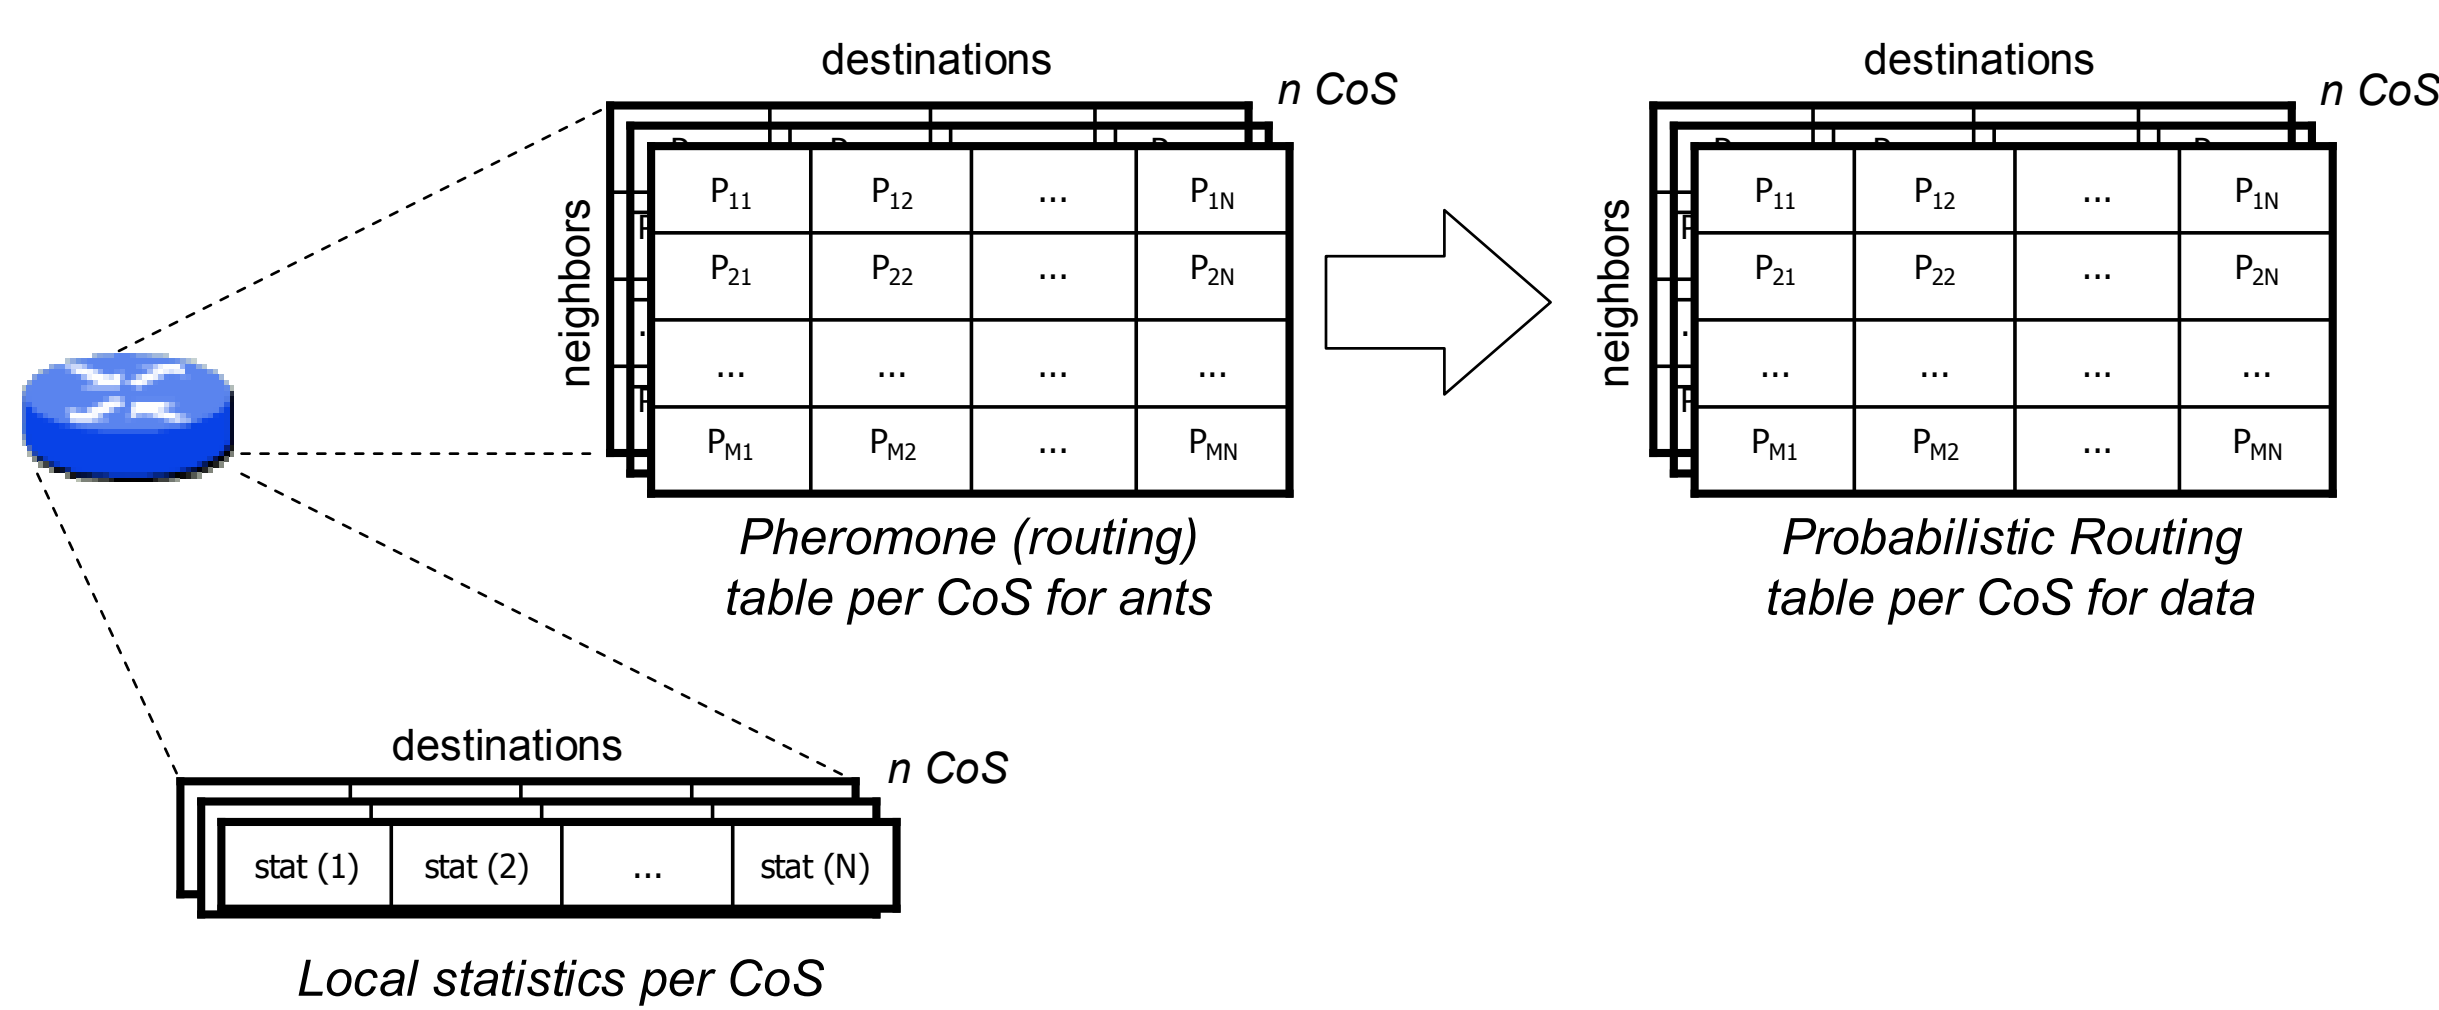 destinations
n CoS
neighbors
P11 P12 ... P1N
P21 P22 ... P2N
... ... ... ...
PM1 PM2 ... PMN
Pheromone (routing)
table per CoS for ants
destinations
n CoS
neighbors
P11 P12 ... P1N
P21 P22 ... P2N
... ... ... ...
PM1 PM2 ... PMN
Probabilistic Routing
table per CoS for data
destinations
n CoS
stat (1) stat (2) ... stat (N)
Local statistics per CoS